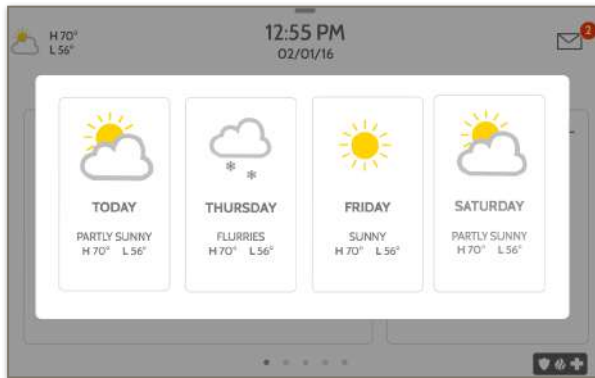 H 70°
L 56°
12:55 PM
02/01/16
2
TODAY
PARTLY SUNNY
H 70° L 56°
THURSDAY
FLURRIES
H 70° L 56°
FRIDAY
SUNNY
H 70° L 56°
SATURDAY
PARTLY SUNNY
H 70° L 56°